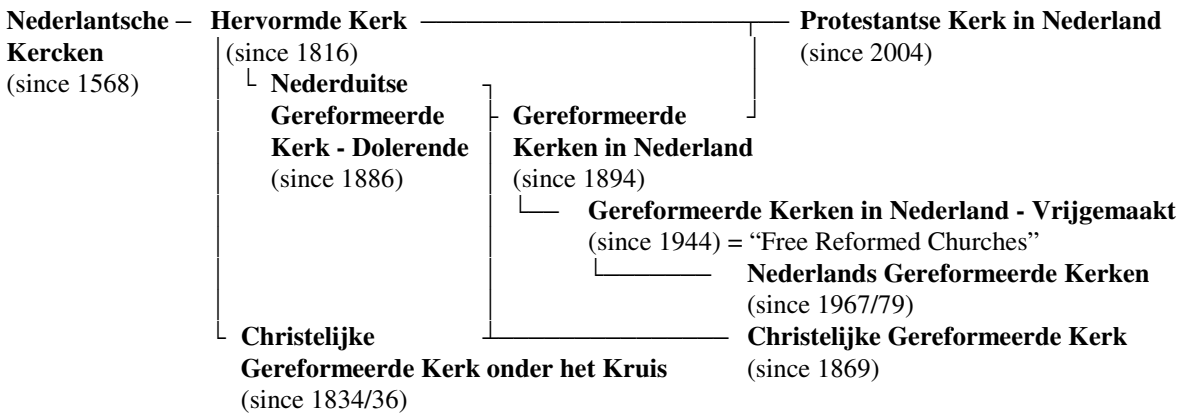 Nederlantsche – Hervormde Kerk Protestantse Kerk in Nederland
Kercken (since 1816) (since 2004)
(since 1568) Nederduitse
Gereformeerde Gereformeerde
Kerk - Dolerende Kerken in Nederland
(since 1886) (since 1894)
Gereformeerde Kerken in Nederland - Vrijgemaakt
(since 1944) = “Free Reformed Churches”
Nederlands Gereformeerde Kerken
(since 1967/79)
Christelijke Christelijke Gereformeerde Kerk
Gereformeerde Kerk onder het Kruis (since 1869)
(since 1834/36)